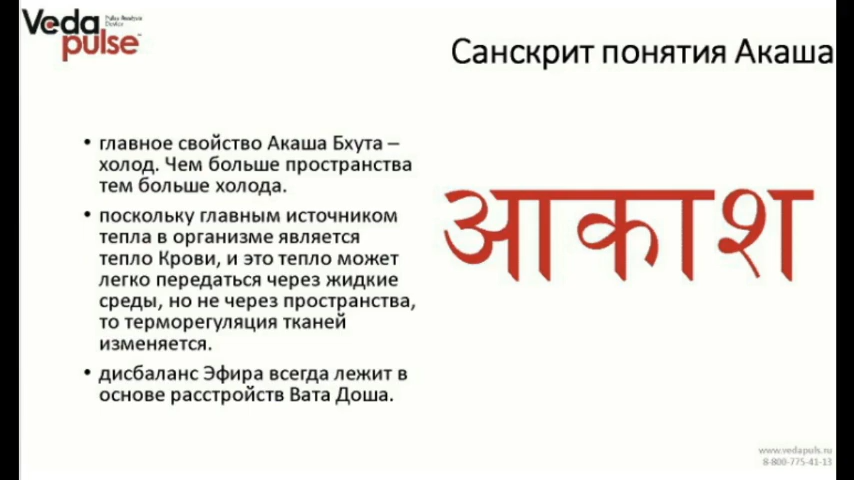 Veda
Pulse Analysis
Device
pulse™
Санскрит понятия Акаша
• главное свойство Акаша Бхута –
холод. Чем больше пространства
тем больше холода.
• поскольку главным источником
тепла в организме является
тепло Крови, и это тепло может
легко передаться через жидкие
среды, но не через пространства,
то терморегуляция тканей
изменяется.
• дисбаланс Эфира всегда лежит в
основе расстройств Вата Доша.
आकाश
www.vedapuls.ru
8-800-775-41-13